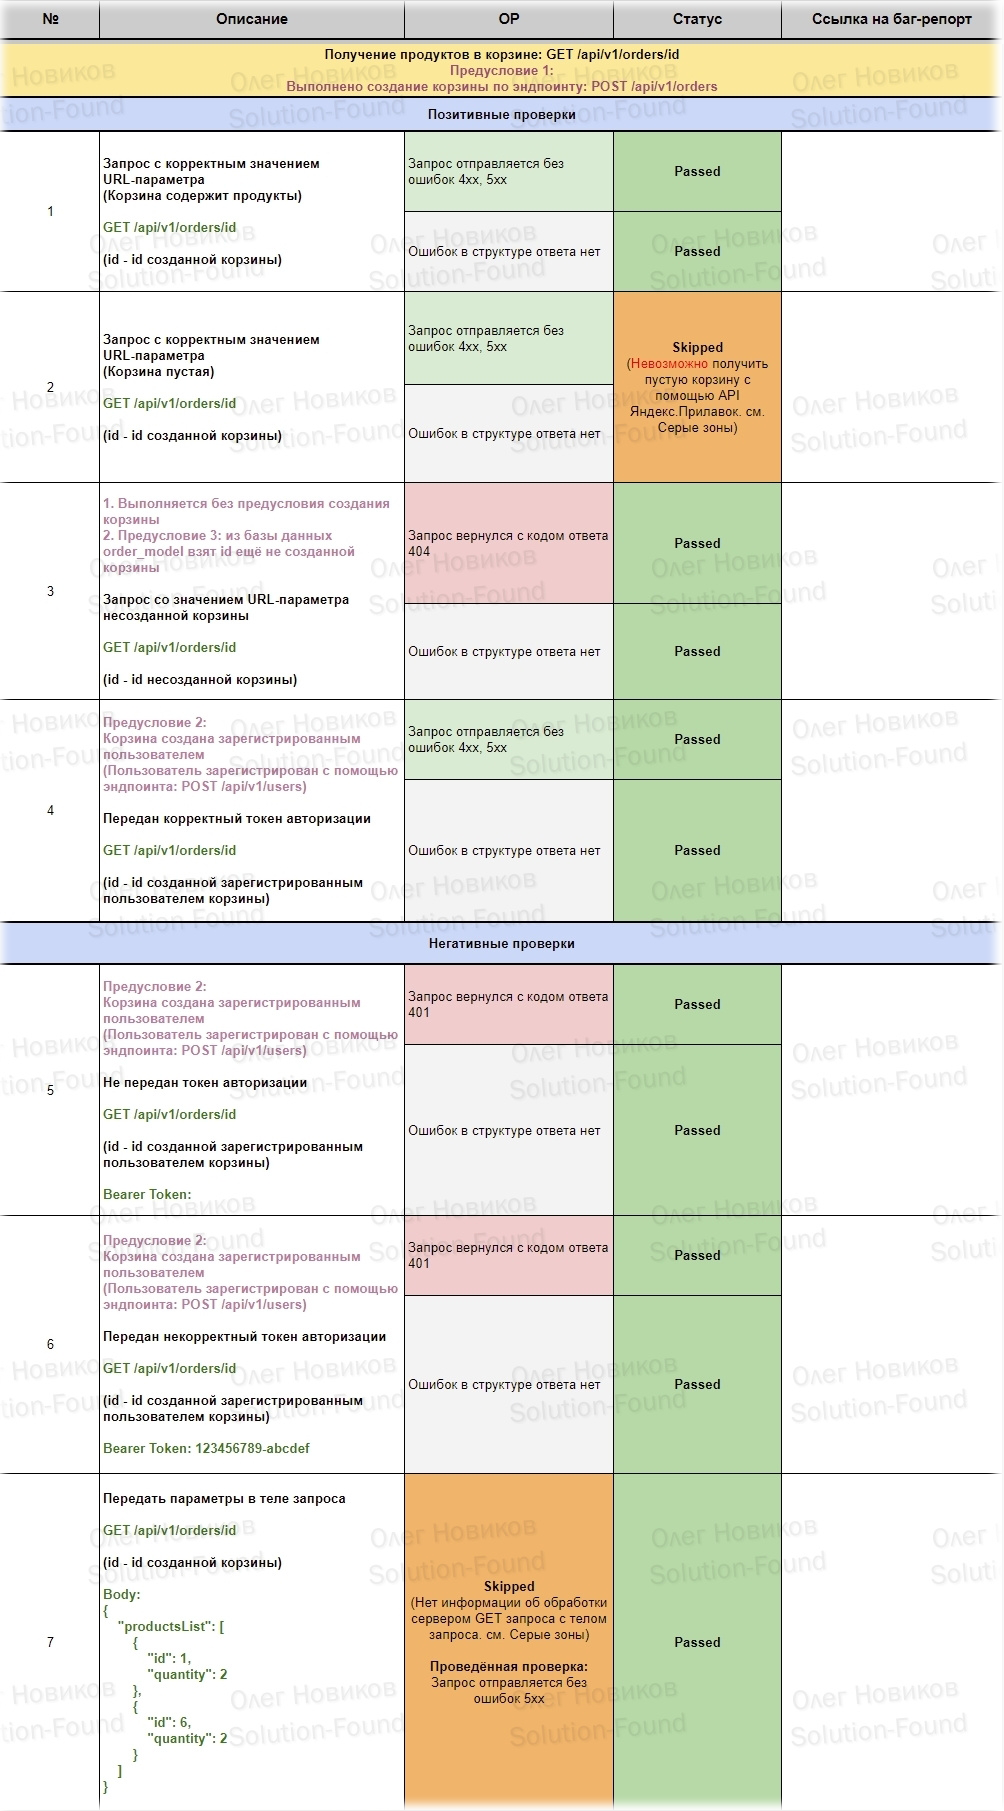 № Описание ОР Статус Ссылка на баг-репорт
Получение продуктов в корзине: GET /api/v1/orders/id
Предусловие 1:
Выполнено создание корзины по эндпоинту: POST /api/v1/orders
Позитивные проверки
1
Запрос с корректным значением
URL-параметра
(Корзина содержит продукты)
GET /api/v1/orders/id
(id - id созданной корзины)
Запрос отправляется без
ошибок 4xx, 5xx
Passed
Ошибок в структуре ответа нет
Passed
2
Запрос с корректным значением
URL-параметра
(Корзина пустая)
GET /api/v1/orders/id
(id - id созданной корзины)
Запрос отправляется без
ошибок 4xx, 5xx
Ошибок в структуре ответа нет
Skipped
(Невозможно получить
пустую корзину с
помощью API
Яндекс.Прилавок. см.
Серые зоны)
3
1. Выполняется без предусловия создания
корзины
2. Предусловие 3: из базы данных
order_model взят id ещё не созданной
корзины
Запрос со значением URL-параметра
несозданной корзины
GET /api/v1/orders/id
(id - id несозданной корзины)
Запрос вернулся с кодом ответа
404
Passed
Ошибок в структуре ответа нет
Passed
4
Предусловие 2:
Корзина создана зарегистрированным
пользователем
(Пользователь зарегистрирован с помощью
эндпоинта: POST /api/v1/users)
Передан корректный токен авторизации
GET /api/v1/orders/id
(id - id созданной зарегистрированным
пользователем корзины)
Запрос отправляется без
ошибок 4xx, 5xx
Passed
Ошибок в структуре ответа нет
Passed
Негативные проверки
5
Предусловие 2:
Корзина создана зарегистрированным
пользователем
(Пользователь зарегистрирован с помощью
эндпоинта: POST /api/v1/users)
Не передан токен авторизации
GET /api/v1/orders/id
(id - id созданной зарегистрированным
пользователем корзины)
Bearer Token:
Запрос вернулся с кодом ответа
401
Passed
Ошибок в структуре ответа нет
Passed
6
Предусловие 2:
Корзина создана зарегистрированным
пользователем
(Пользователь зарегистрирован с помощью
эндпоинта: POST /api/v1/users)
Передан некорректный токен авторизации
GET /api/v1/orders/id
(id - id созданной зарегистрированным
пользователем корзины)
Bearer Token: 123456789-abcdef
Запрос вернулся с кодом ответа
401
Passed
Ошибок в структуре ответа нет
Passed
7
Передать параметры в теле запроса
GET /api/v1/orders/id
(id - id созданной корзины)
Body:
{
"productsList": [
{
"id": 1,
"quantity": 2
},
{
"id": 6,
"quantity": 2
}
]
}
Skipped
(Нет информации об обработки
сервером GET запроса с телом
запроса. см. Серые зоны)
Проведённая проверка:
Запрос отправляется без
ошибок 5xx
Passed
Олег Новиков
Solution-Found